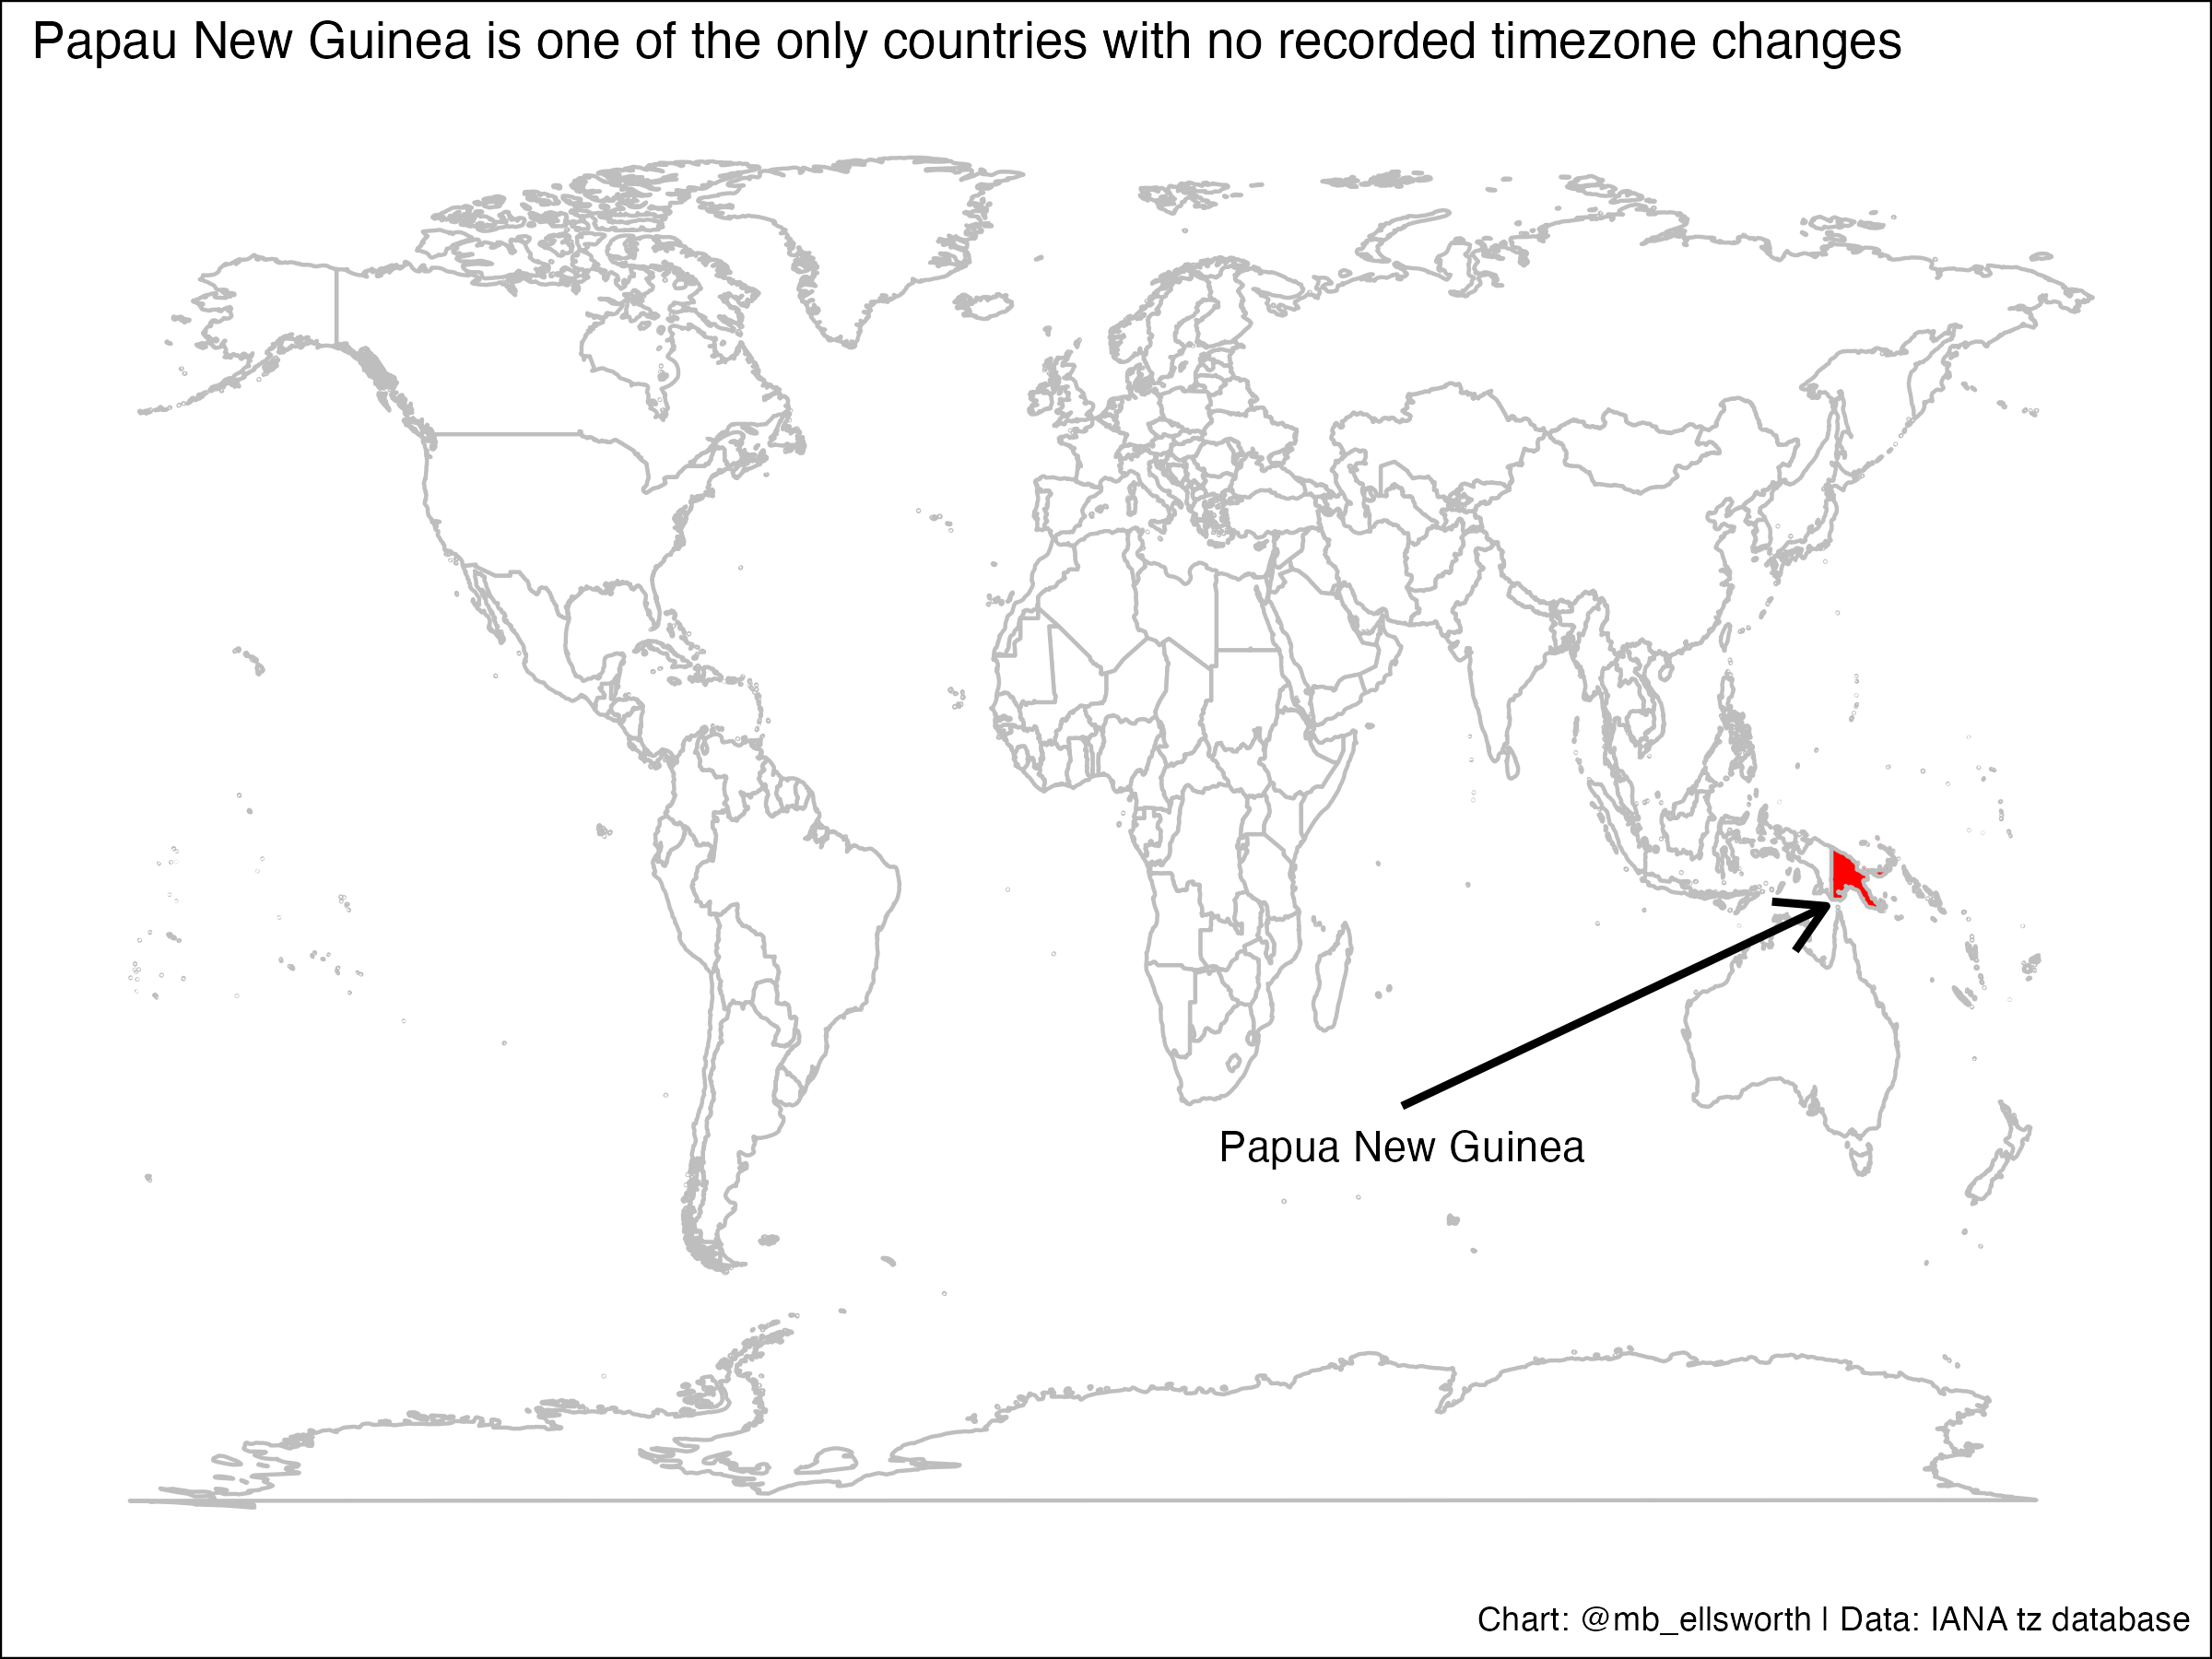 Papau New Guinea is one of the only countries with no recorded timezone changes
Papua New Guinea
Chart: @mb_ellsworth | Data: IANA tz database